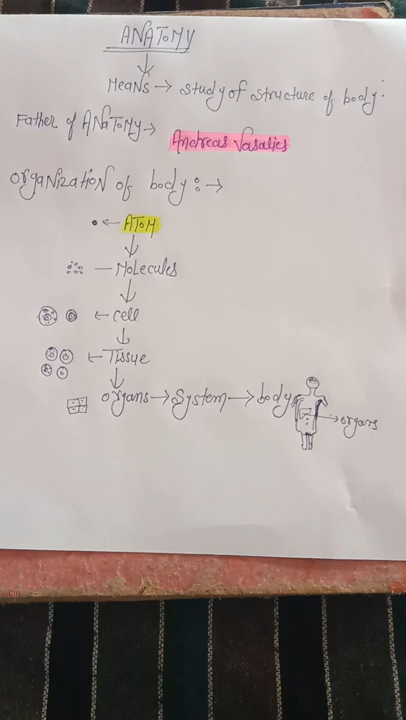 ANATOMY
Means → study of structure of body:
Father of ANATOMY → Andreas Vasalies
Organization of body: →
← ATOM
— Molecules
← cell
← Tissue
organs → System → body
→ organs